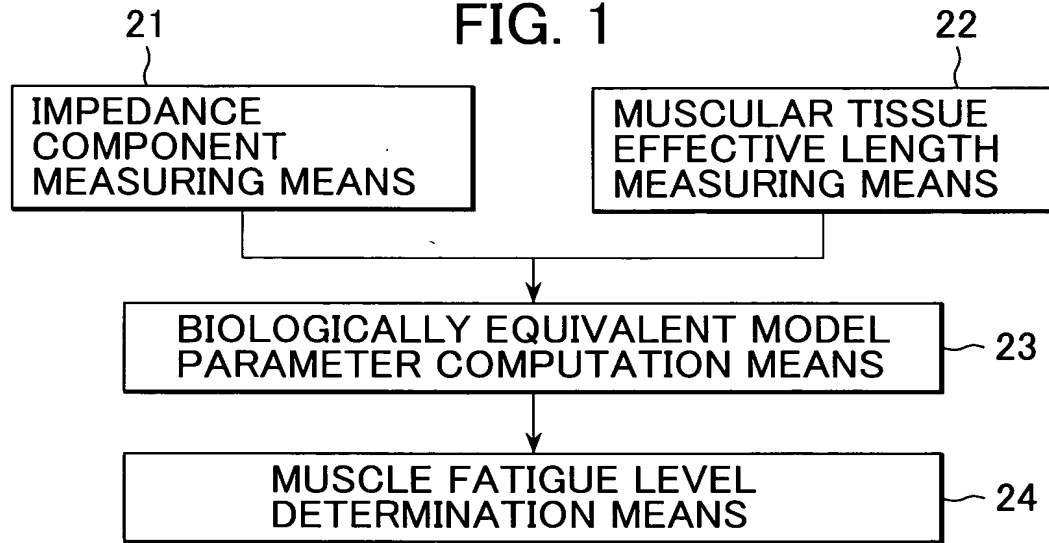 FIG. 1
21
22
IMPEDANCE
COMPONENT
MEASURING MEANS
MUSCULAR TISSUE
EFFECTIVE LENGTH
MEASURING MEANS
BIOLOGICALLY EQUIVALENT MODEL
PARAMETER COMPUTATION MEANS
23
MUSCLE FATIGUE LEVEL
DETERMINATION MEANS
24